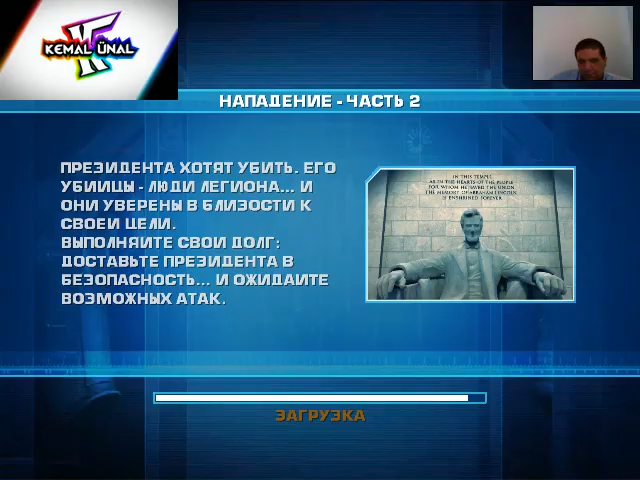 KEMAL ÜNAL
НАПАДЕНИЕ - ЧАСТЬ 2
ПРЕЗИДЕНТА ХОТЯТ УБИТЬ. ЕГО
УБИЙЦЫ - ЛЮДИ ЛЕГИОНА... И
ОНИ УВЕРЕНЫ В БЛИЗОСТИ К
СВОЕЙ ЦЕЛИ.
ВЫПОЛНЯЙТЕ СВОЙ ДОЛГ:
ДОСТАВЬТЕ ПРЕЗИДЕНТА В
БЕЗОПАСНОСТЬ... И ОЖИДАЙТЕ
ВОЗМОЖНЫХ АТАК.
IN THIS TEMPLE
AS IN THE HEARTS OF THE PEOPLE
FOR WHOM HE SAVED THE UNION
THE MEMORY OF ABRAHAM LINCOLN
IS ENSHRINED FOREVER
ЗАГРУЗКА